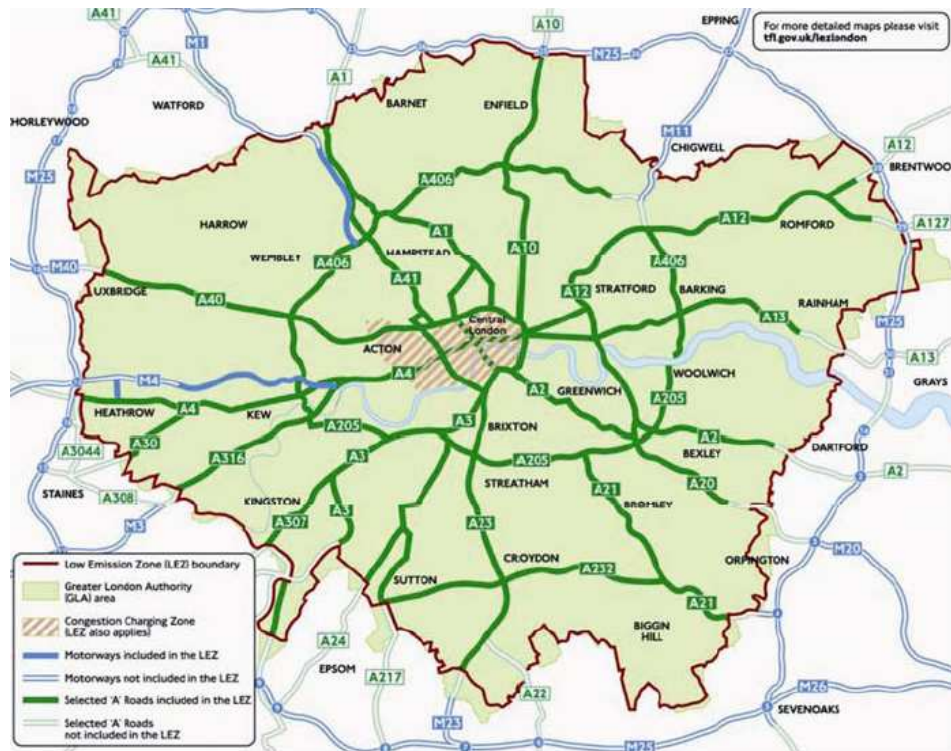 A41
A10
EPPING
For more detailed maps please visit
tfl.gov.uk/lezlondon
M1
M25
A41
A1
WATFORD
BARNET
ENFIELD
HORLEYWOOD
M11
CHIGWELL
A12
BRENTWOO
M25
A406
HARROW
A12
ROMFORD
A127
A1
WEMBLEY
HAMPSTEAD
A10
A406
M40
A406
A41
STRATFORD
BARKING
UXBRIDGE
A40
A12
RAINHAM
Central
London
A13
M25
ACTON
A13
M4
A4
WOOLWICH
GRAYS
HEATHROW
A4
KEW
A2
GREENWICH
A205
A30
A205
A3
BRIXTON
A2
DARTFORD
A3044
A316
A3
A205
BEXLEY
A2
STAINES
A308
STREATHAM
A21
A20
KINGSTON
BROMLEY
M3
A307
A3
A23
M20
CROYDON
ORPINGTON
SUTTON
A232
A21
BIGGIN
HILL
A24
EPSOM
A217
A22
M26
M23
M25
SEVENOAKS
Low Emission Zone (LEZ) boundary
Greater London Authority
(GLA) area
Congestion Charging Zone
(LEZ also applies)
Motorways included in the LEZ
Motorways not included in the LEZ
Selected 'A' Roads included in the LEZ
Selected 'A' Roads
not included in the LEZ